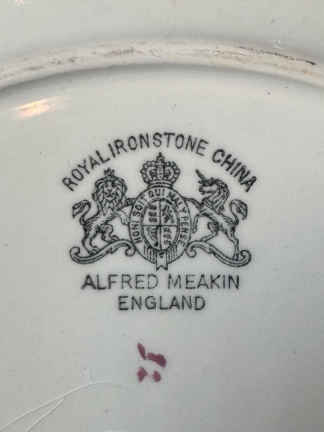 ROYAL IRONSTONE CHINA
HONI SOIT QUI MAL Y PENSE
ALFRED MEAKIN
ENGLAND